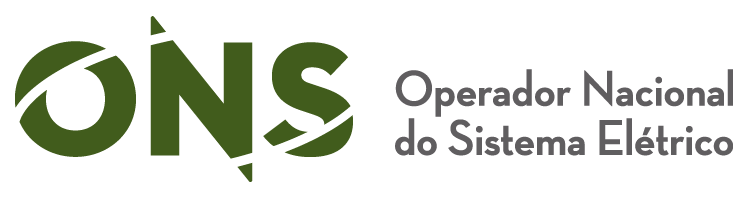 ONS
Operador Nacional
do Sistema Elétrico